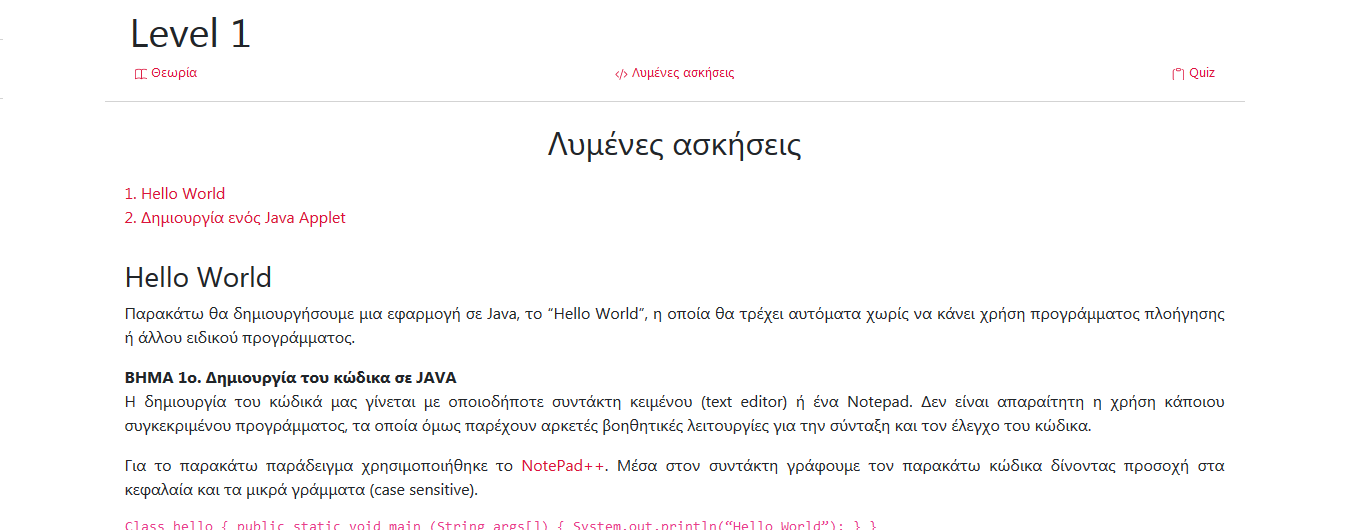 Level 1
Θεωρία
Λυμένες ασκήσεις
Quiz
Λυμένες ασκήσεις
1. Hello World
2. Δημιουργία ενός Java Applet
Hello World
Παρακάτω θα δημιουργήσουμε μια εφαρμογή σε Java, το “Hello World”, η οποία θα τρέχει αυτόματα χωρίς να κάνει χρήση προγράμματος πλοήγησης
ή άλλου ειδικού προγράμματος.
ΒΗΜΑ 1ο. Δημιουργία του κώδικα σε JAVA
Η δημιουργία του κώδικά μας γίνεται με οποιοδήποτε συντάκτη κειμένου (text editor) ή ένα Notepad. Δεν είναι απαραίτητη η χρήση κάποιου
συγκεκριμένου προγράμματος, τα οποία όμως παρέχουν αρκετές βοηθητικές λειτουργίες για την σύνταξη και τον έλεγχο του κώδικα.
Για το παρακάτω παράδειγμα χρησιμοποιήθηκε το NotePad++. Μέσα στον συντάκτη γράφουμε τον παρακάτω κώδικα δίνοντας προσοχή στα
κεφαλαία και τα μικρά γράμματα (case sensitive).
Class hello { public static void main (String args[]) { System.out.println(“Hello World”); } }